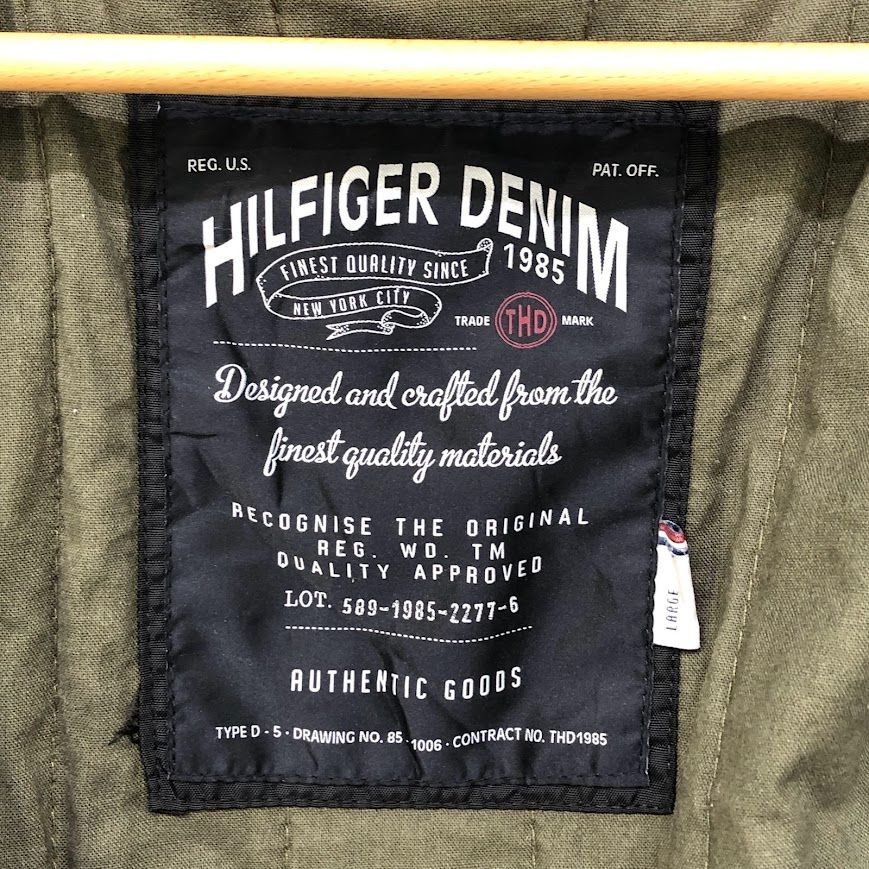 REG. U.S. PAT. OFF.
HILFIGER DENIM
FINEST QUALITY SINCE 1985
NEW YORK CITY
TRADE THD MARK
Designed and crafted from the
finest quality materials
RECOGNISE THE ORIGINAL
REG. WD. TM
QUALITY APPROVED
LOT. 589-1985-2277-6
LARGE
AUTHENTIC GOODS
TYPE D - 5 · DRAWING NO. 85 · 1006 · CONTRACT NO. THD1985